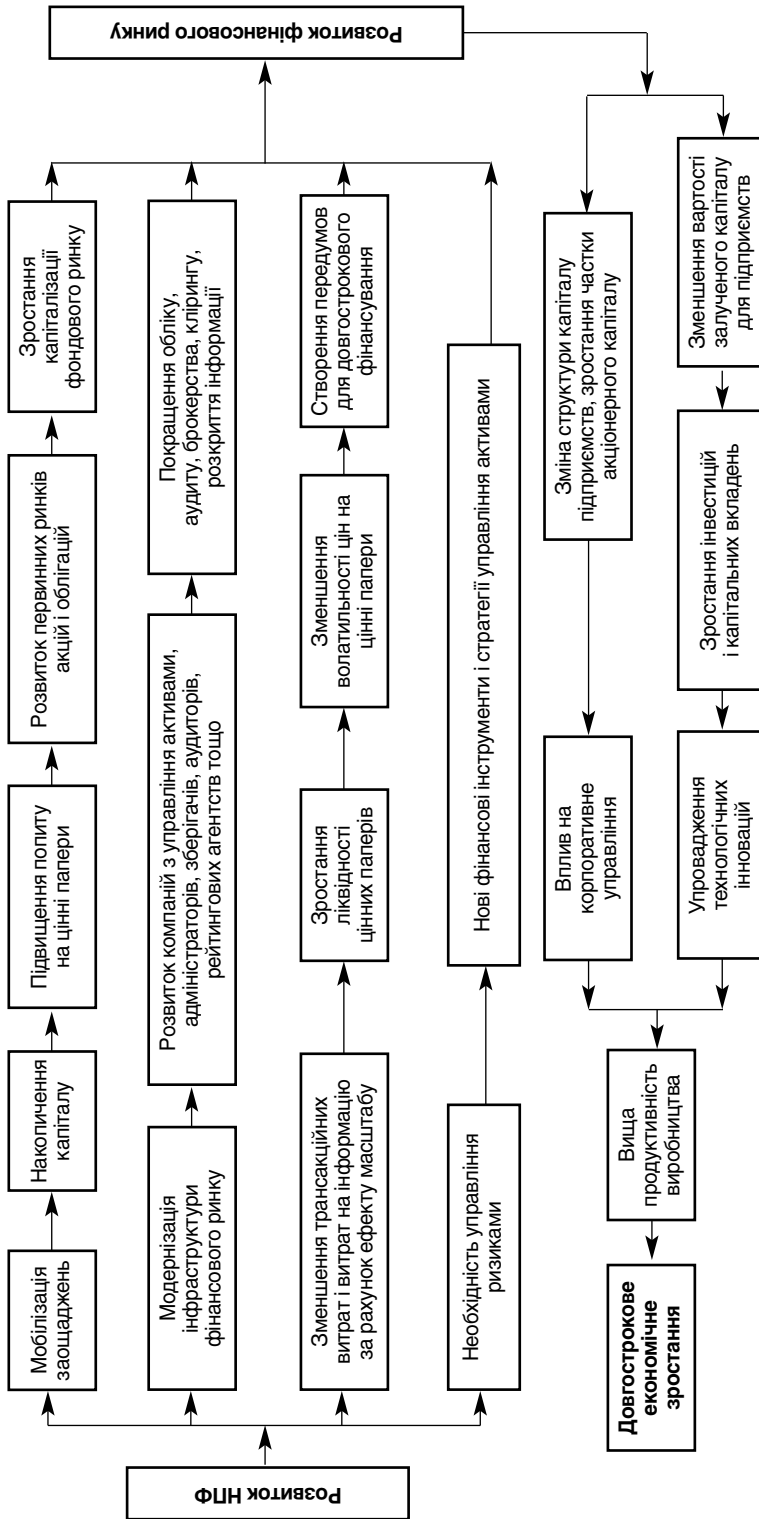 Розвиток НПФ
Мобілізація
заощаджень
Накопичення
капіталу
Підвищення попиту
на цінні папери
Розвиток первинних ринків
акцій і облігацій
Зростання
капіталізації
фондового ринку
Модернізація
інфраструктури
фінансового ринку
Розвиток компаній з управління активами,
адміністраторів, зберігачів, аудиторів,
рейтингових агентств тощо
Покращення обліку,
аудиту, брокерства, клірингу,
розкриття інформації
Зменшення трансакційних
витрат і витрат на інформацію
за рахунок ефекту масштабу
Зростання
ліквідності
цінних паперів
Зменшення
волатильності цін на
цінні папери
Створення передумов
для довгострокового
фінансування
Необхідність управління
ризиками
Нові фінансові інструменти і стратегії управління активами
Розвиток фінансового ринку
Зміна структури капіталу
підприємств, зростання частки
акціонерного капіталу
Вплив на
корпоративне
управління
Зменшення вартості
залученого капіталу
для підприємств
Зростання інвестицій
і капітальних вкладень
Упровадження
технологічних
інновацій
Вища
продуктивність
виробництва
Довгострокове
економічне
зростання